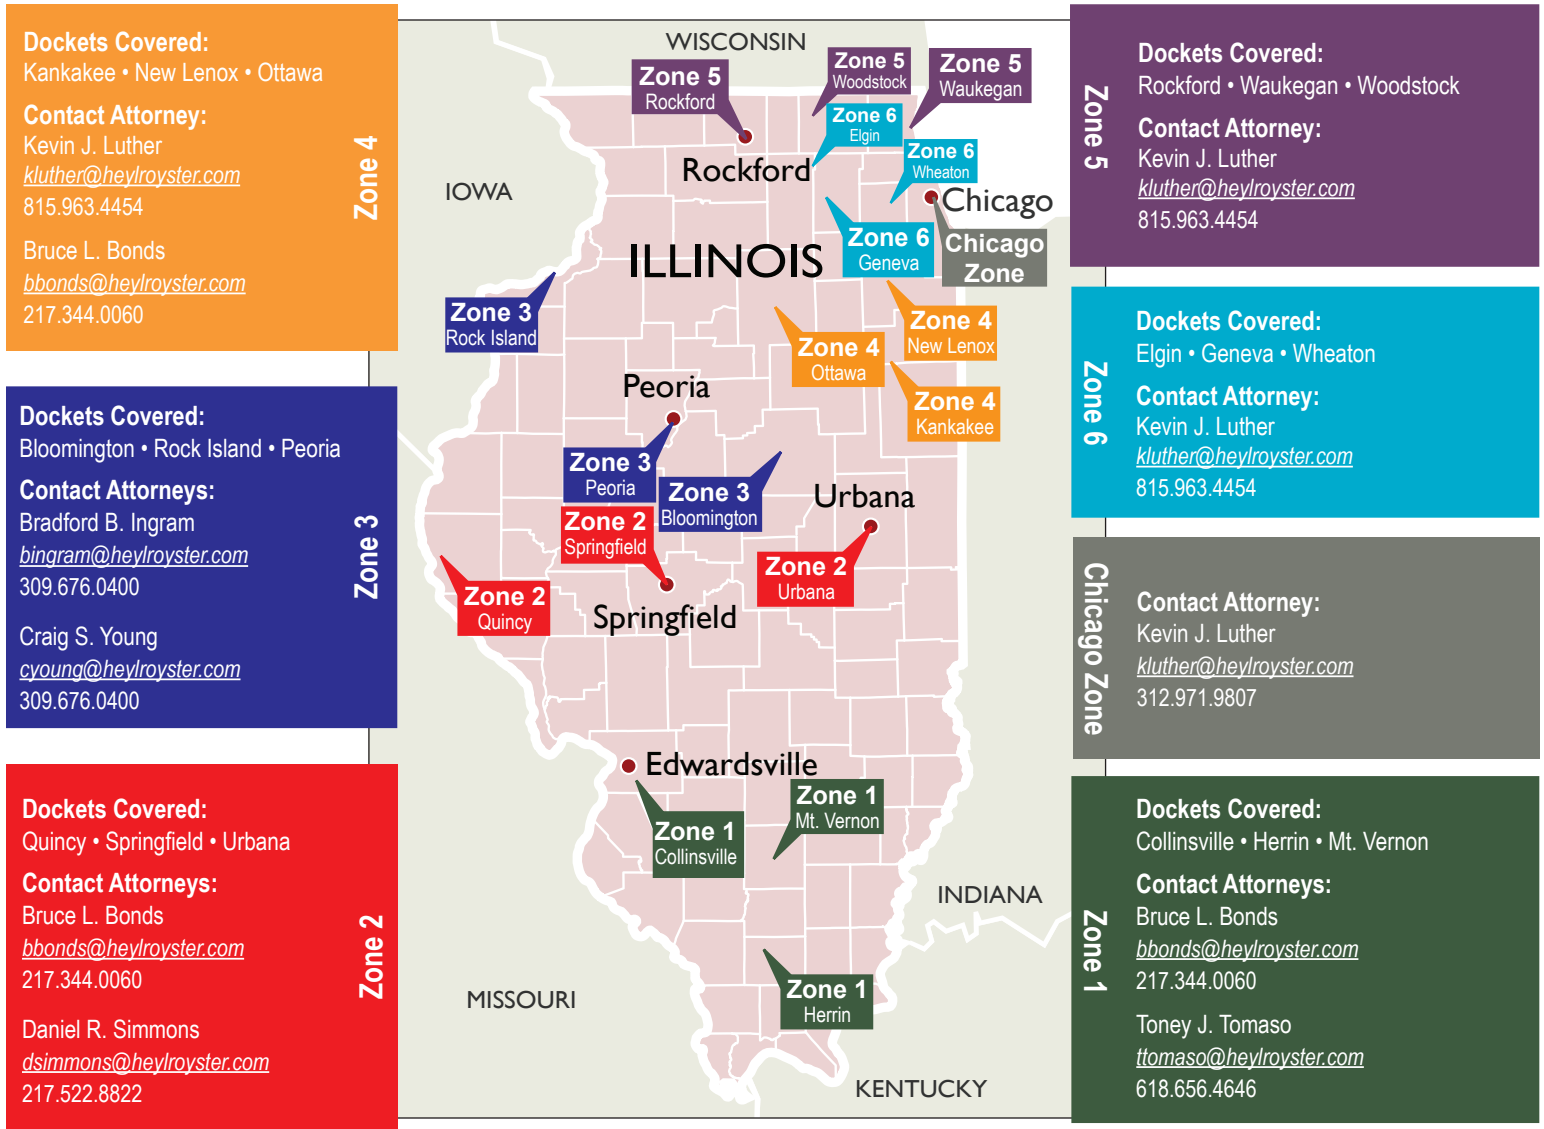 Dockets Covered:
Kankakee • New Lenox • Ottawa
Contact Attorney:
Kevin J. Luther
kluther@heylroyster.com
815.963.4454
Bruce L. Bonds
bbonds@heylroyster.com
217.344.0060
Zone 4
Dockets Covered:
Bloomington • Rock Island • Peoria
Contact Attorneys:
Bradford B. Ingram
bingram@heylroyster.com
309.676.0400
Craig S. Young
cyoung@heylroyster.com
309.676.0400
Zone 3
Dockets Covered:
Quincy • Springfield • Urbana
Contact Attorneys:
Bruce L. Bonds
bbonds@heylroyster.com
217.344.0060
Daniel R. Simmons
dsimmons@heylroyster.com
217.522.8822
Zone 2
WISCONSIN
Zone 5
Rockford
Zone 5
Woodstock
Zone 5
Waukegan
Zone 6
Elgin
Rockford
Zone 6
Wheaton
IOWA
Chicago
ILLINOIS
Zone 6
Geneva
Chicago
Zone
Zone 3
Rock Island
Zone 4
New Lenox
Zone 4
Ottawa
Peoria
Zone 4
Kankakee
Zone 3
Peoria
Zone 3
Bloomington
Urbana
Zone 2
Springfield
Zone 2
Urbana
Zone 2
Quincy
Springfield
Edwardsville
Zone 1
Mt. Vernon
Zone 1
Collinsville
INDIANA
Zone 1
Herrin
MISSOURI
KENTUCKY
Zone 5
Dockets Covered:
Rockford • Waukegan • Woodstock
Contact Attorney:
Kevin J. Luther
kluther@heylroyster.com
815.963.4454
Zone 6
Dockets Covered:
Elgin • Geneva • Wheaton
Contact Attorney:
Kevin J. Luther
kluther@heylroyster.com
815.963.4454
Chicago Zone
Contact Attorney:
Kevin J. Luther
kluther@heylroyster.com
312.971.9807
Zone 1
Dockets Covered:
Collinsville • Herrin • Mt. Vernon
Contact Attorneys:
Bruce L. Bonds
bbonds@heylroyster.com
217.344.0060
Toney J. Tomaso
ttomaso@heylroyster.com
618.656.4646